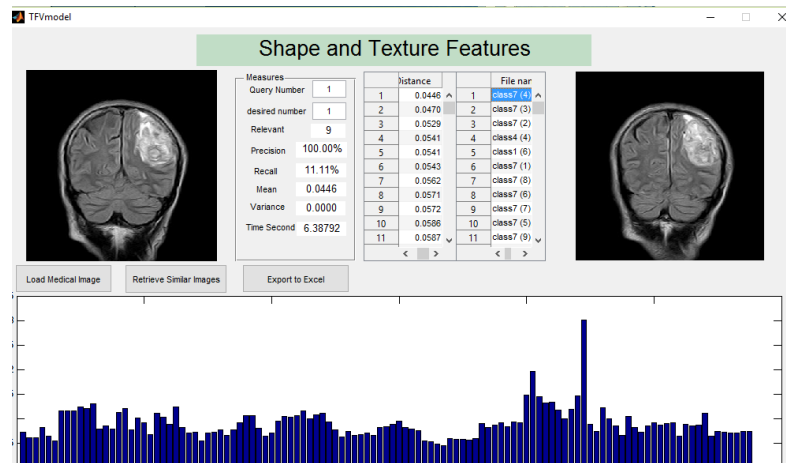 TFVmodel
Shape and Texture Features
Measures
Query Number 1
desired number 1
Relevant 9
Precision 100.00%
Recall 11.11%
Mean 0.0446
Variance 0.0000
Time Second 6.38792
Distance File nar
1 0.0446 1 class7 (4)
2 0.0470 2 class7 (3)
3 0.0529 3 class7 (2)
4 0.0541 4 class4 (4)
5 0.0541 5 class1 (6)
6 0.0543 6 class7 (1)
7 0.0562 7 class7 (8)
8 0.0571 8 class7 (6)
9 0.0572 9 class7 (7)
10 0.0586 10 class7 (5)
11 0.0587 11 class7 (9)
Load Medical Image
Retrieve Similar Images
Export to Excel